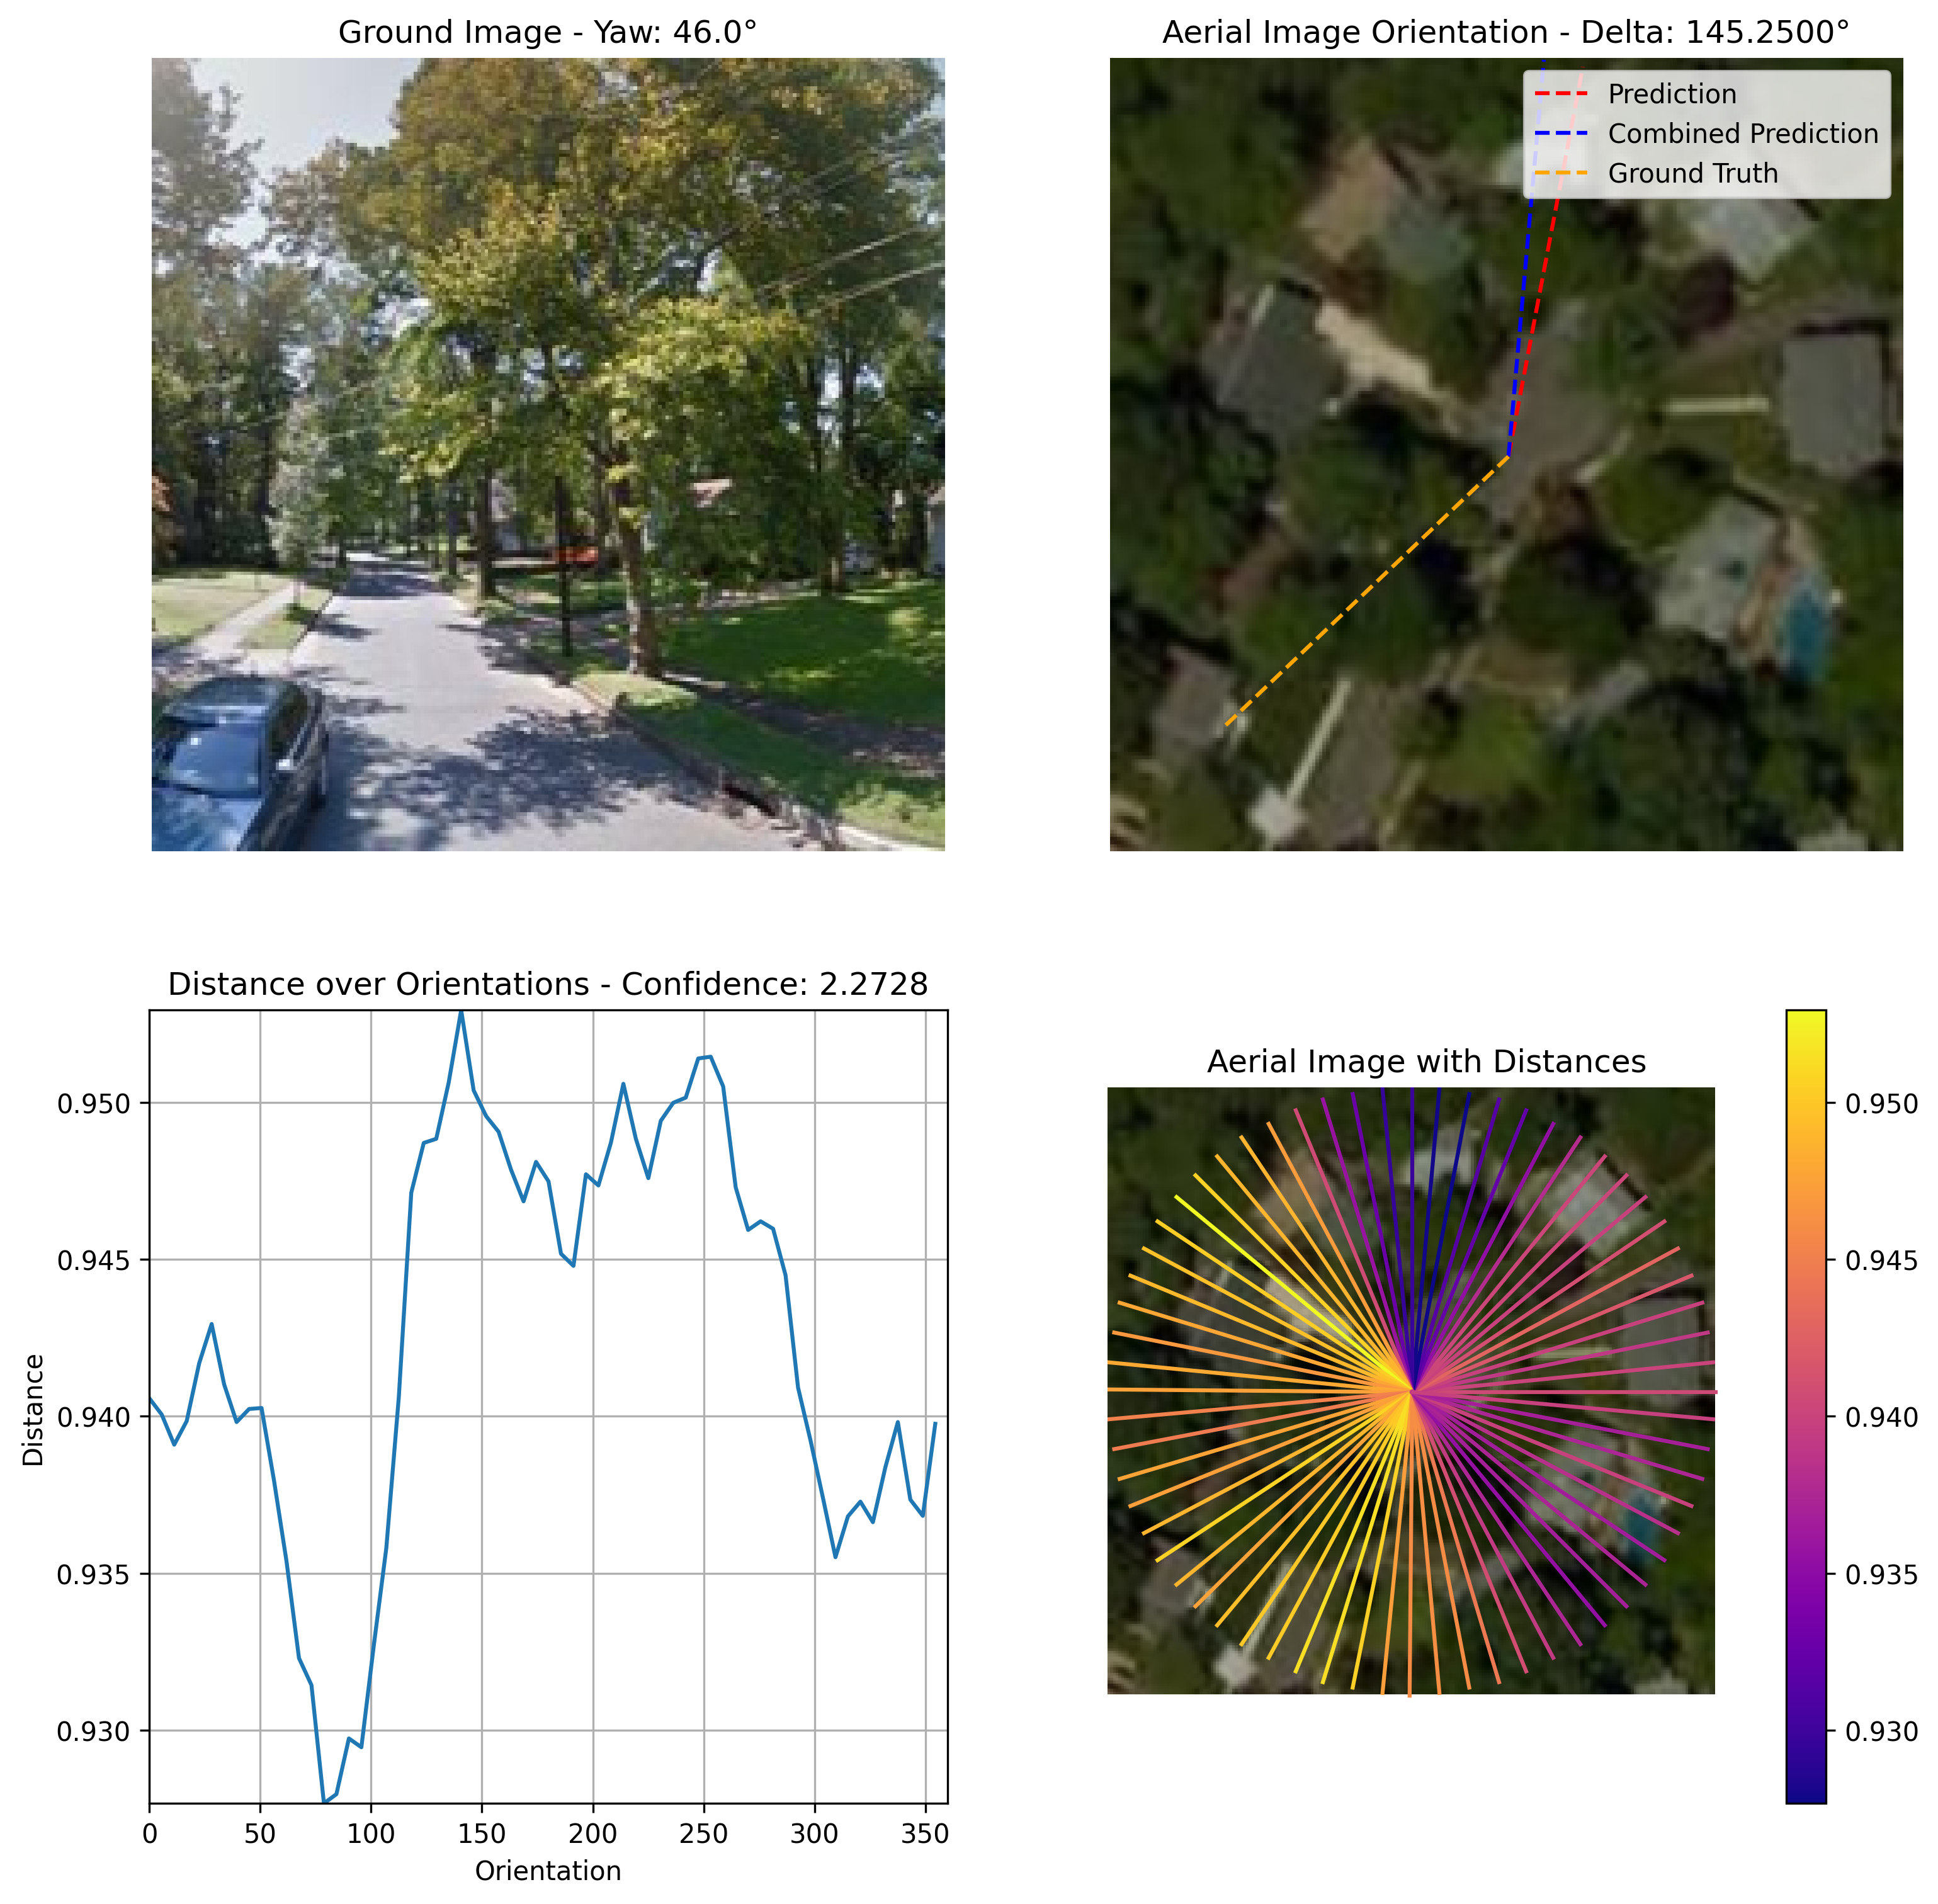 Ground Image - Yaw: 46.0°
Aerial Image Orientation - Delta: 145.2500°
Prediction
Combined Prediction
Ground Truth
Distance over Orientations - Confidence: 2.2728
0.950
0.945
0.940
0.935
0.930
Distance
0 50 100 150 200 250 300 350
Orientation
Aerial Image with Distances
0.950
0.945
0.940
0.935
0.930